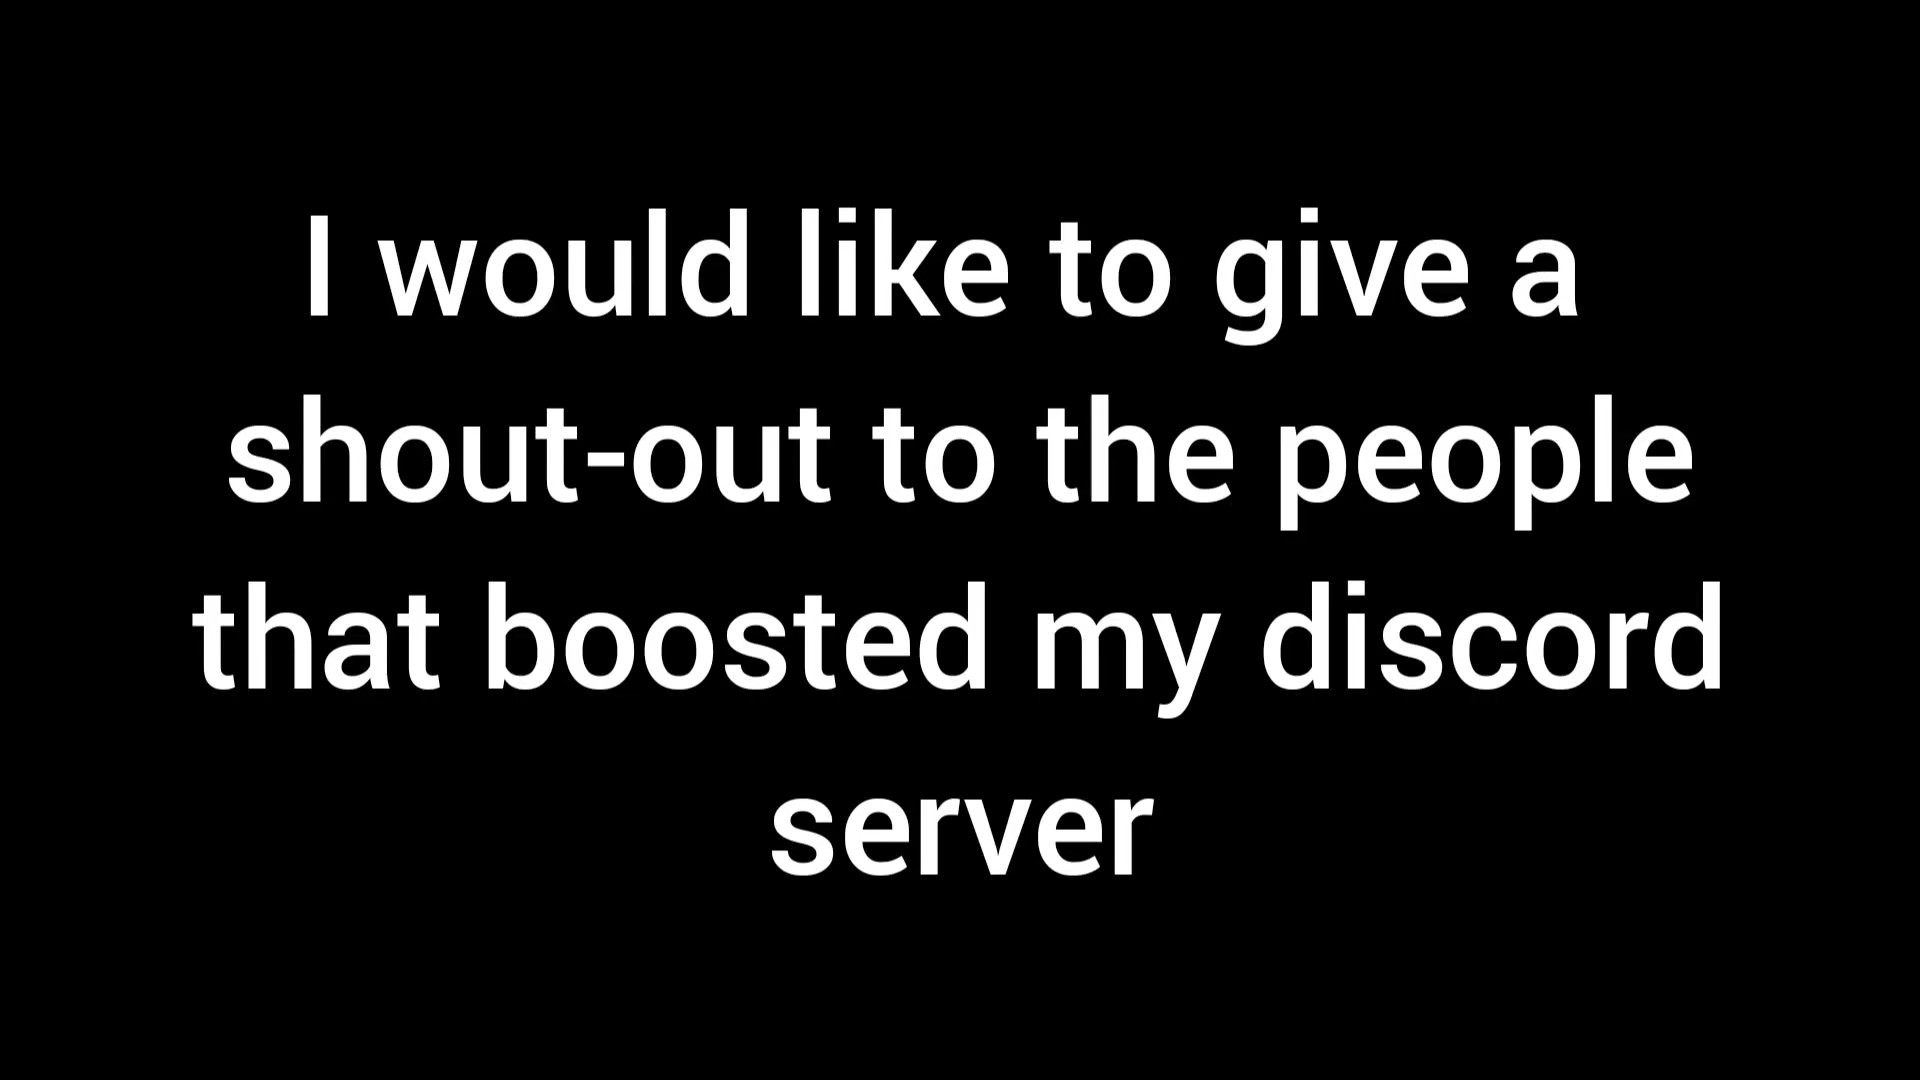 I would like to give a
shout-out to the people
that boosted my discord
server